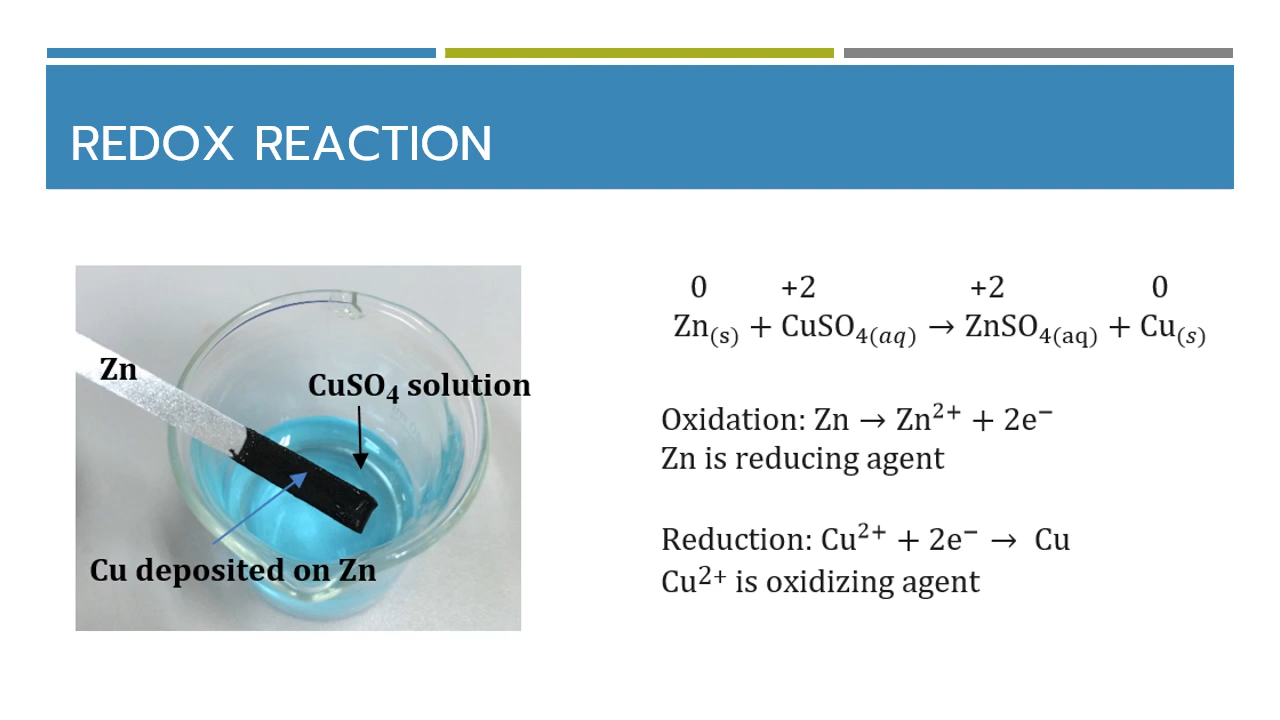 REDOX REACTION
Zn
CuSO₄ solution
Cu deposited on Zn
0 +2 +2 0
Zn₍s₎ + CuSO₄₍aq₎ → ZnSO₄₍aq₎ + Cu₍s₎
Oxidation: Zn → Zn²⁺ + 2e⁻
Zn is reducing agent
Reduction: Cu²⁺ + 2e⁻ → Cu
Cu²⁺ is oxidizing agent